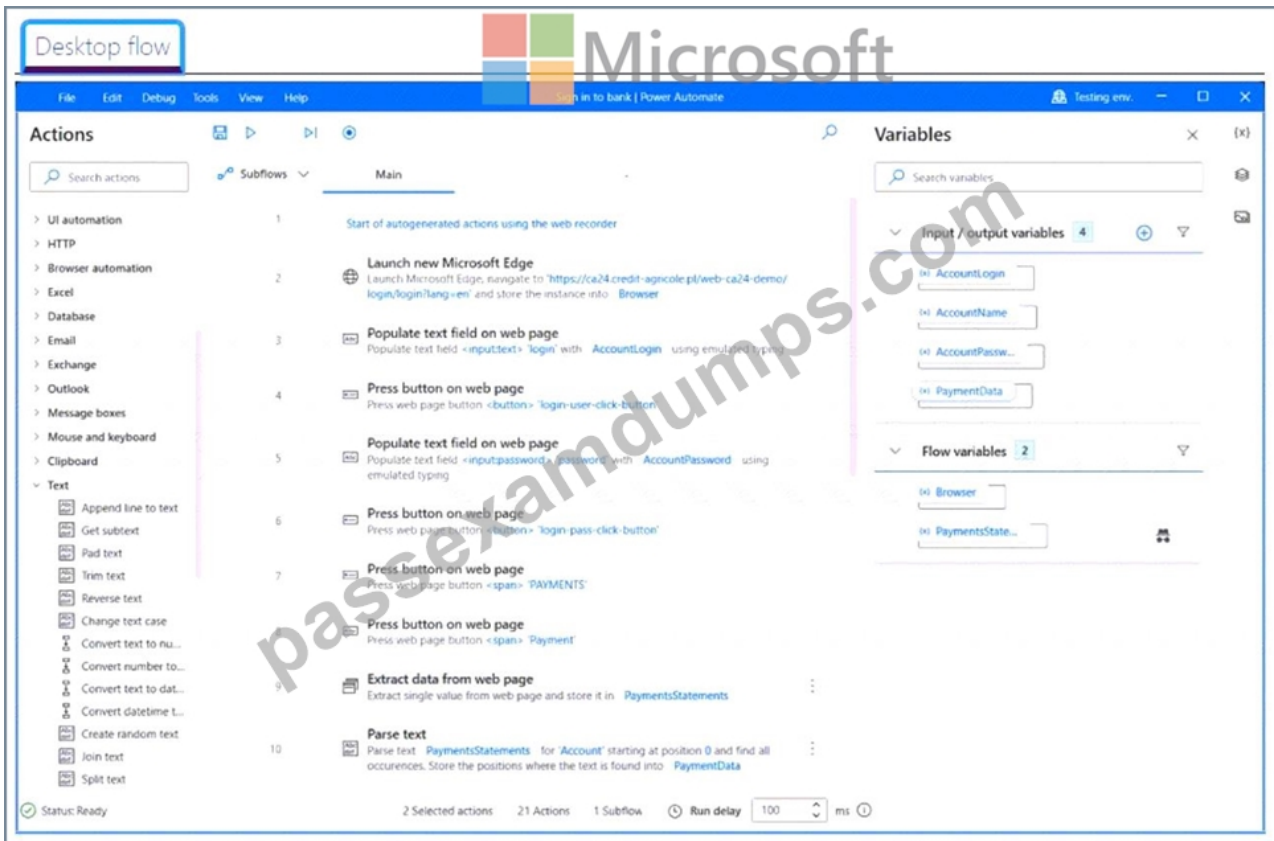 Desktop flow
Microsoft
File Edit Debug Tools View Help
Sign in to bank | Power Automate
Testing env.
Actions
Search actions
UI automation
HTTP
Browser automation
Excel
Database
Email
Exchange
Outlook
Message boxes
Mouse and keyboard
Clipboard
Text
Append line to text
Get subtext
Pad text
Trim text
Reverse text
Change text case
Convert text to nu...
Convert number to...
Convert text to dat...
Convert datetime t...
Create random text
Join text
Split text
Subflows
Main
1
Start of autogenerated actions using the web recorder
2
Launch new Microsoft Edge
Launch Microsoft Edge, navigate to 'https://ca24.credit-agricole.pl/web-ca24-demo/
login/login?lang=en' and store the instance into Browser
3
Populate text field on web page
Populate text field <input:text> 'login' with AccountLogin using emulated typing
4
Press button on web page
Press web page button <button> 'login-user-click-button'
5
Populate text field on web page
Populate text field <input:password> 'password' with AccountPassword using
emulated typing
6
Press button on web page
Press web page button <button> 'login-pass-click-button'
7
Press button on web page
Press web page button <span> 'PAYMENTS'
Press button on web page
Press web page button <span> 'Payment'
9
Extract data from web page
Extract single value from web page and store it in PaymentsStatements
10
Parse text
Parse text PaymentsStatements for 'Account' starting at position 0 and find all
occurences. Store the positions where the text is found into PaymentData
Variables
{x}
Search variables
Input / output variables 4
(x) AccountLogin
(x) AccountName
(x) AccountPassw...
(x) PaymentData
Flow variables 2
(x) Browser
(x) PaymentsState...
Status: Ready
2 Selected actions 21 Actions 1 Subflow Run delay 100 ms
passexamdumps.com